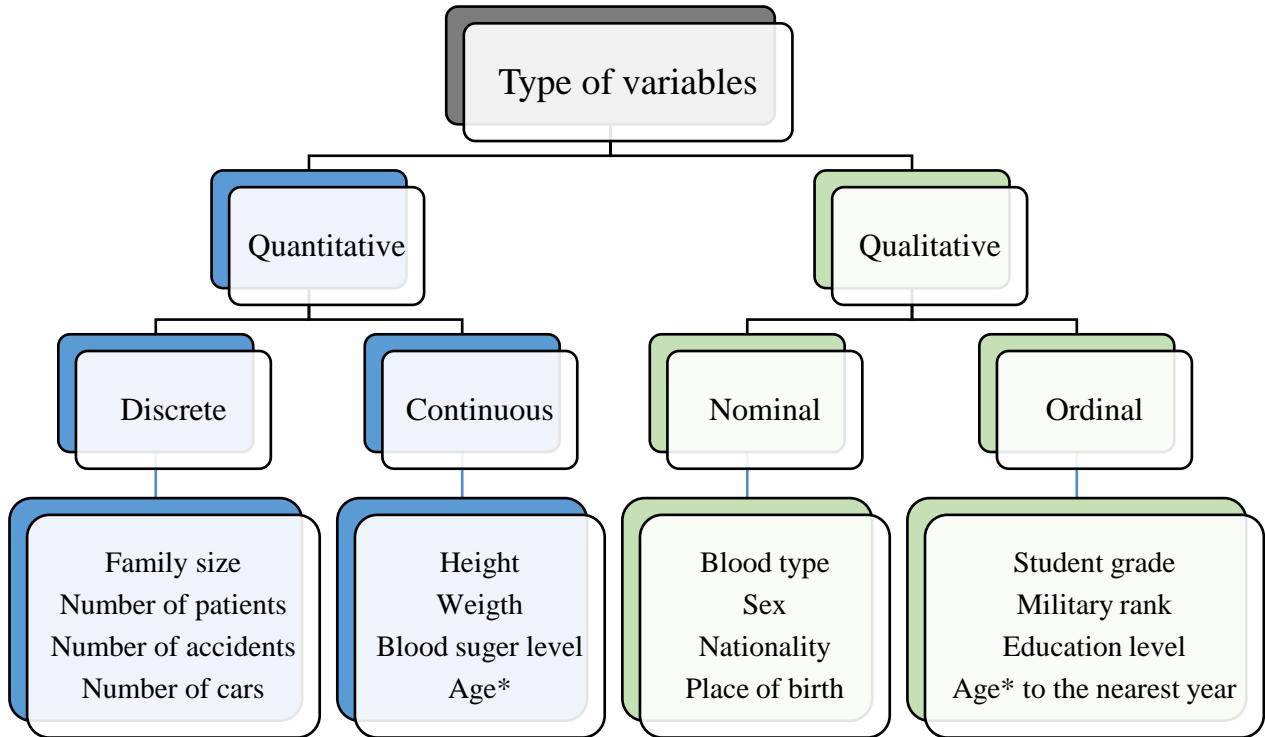 Type of variables
Quantitative
Qualitative
Discrete
Continuous
Nominal
Ordinal
Family size
Number of patients
Number of accidents
Number of cars
Height
Weigth
Blood suger level
Age*
Blood type
Sex
Nationality
Place of birth
Student grade
Military rank
Education level
Age* to the nearest year